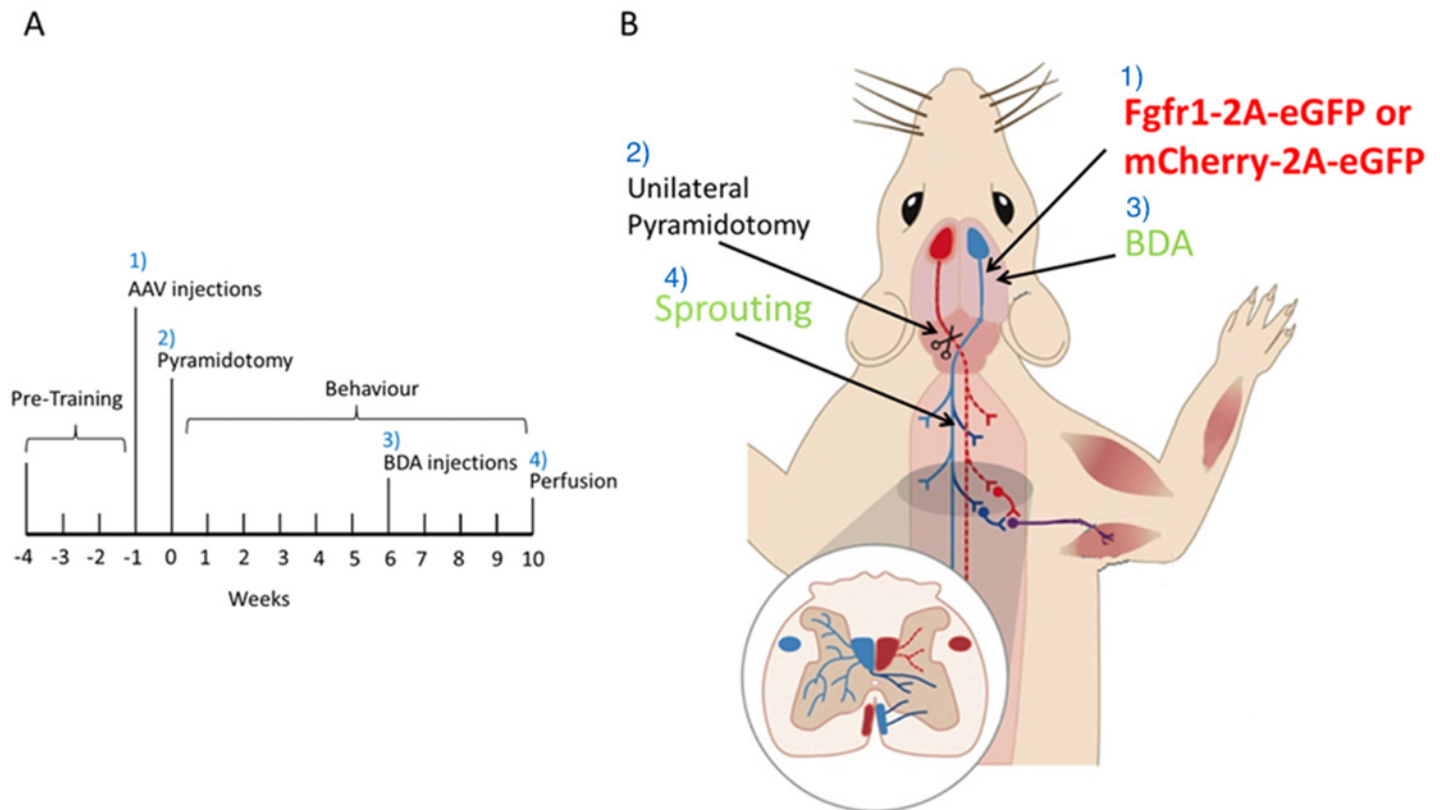 A
1)
AAV injections
2)
Pyramidotomy
Pre-Training
Behaviour
3)
BDA injections
4)
Perfusion
-4 -3 -2 -1 0 1 2 3 4 5 6 7 8 9 10
Weeks
B
1)
Fgfr1-2A-eGFP or
mCherry-2A-eGFP
2)
Unilateral
Pyramidotomy
3)
BDA
4)
Sprouting